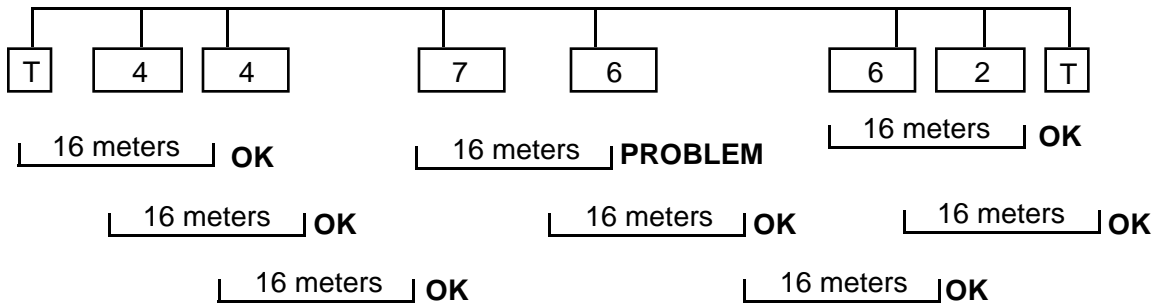 T 4 4 7 6 6 2 T
16 meters OK 16 meters PROBLEM 16 meters OK
16 meters OK 16 meters OK 16 meters OK
16 meters OK 16 meters OK